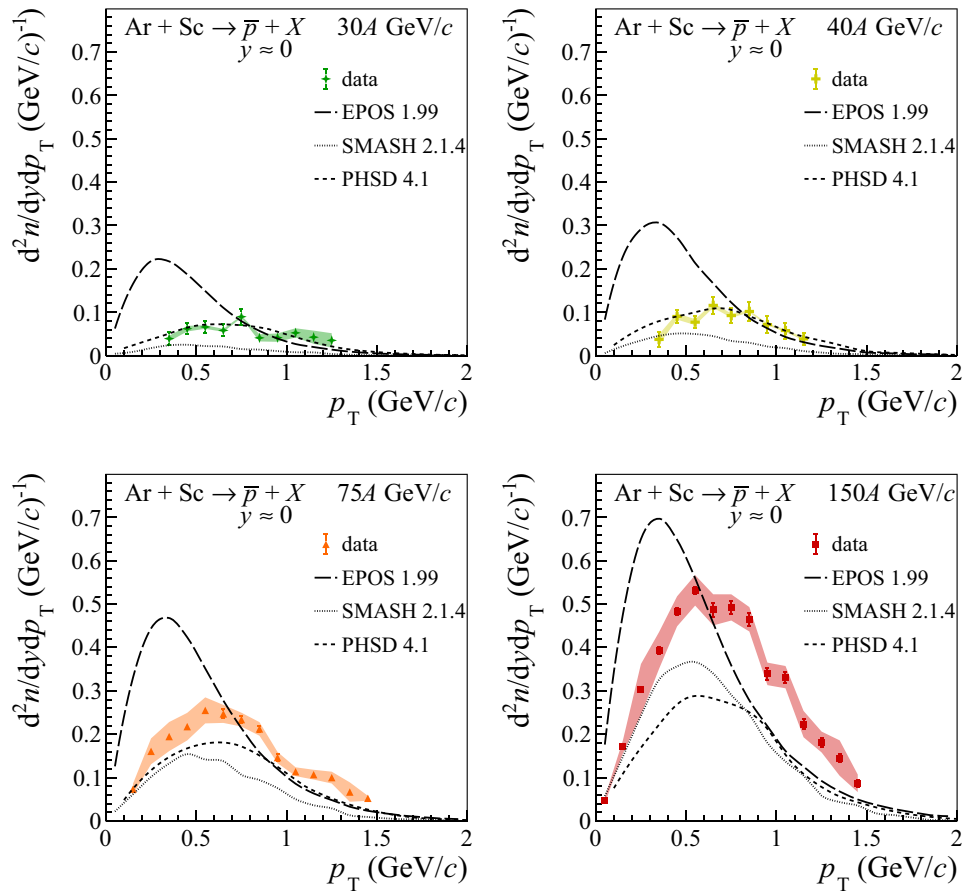 Ar + Sc → p̅ + X 30A GeV/c
y ≈ 0
data
EPOS 1.99
SMASH 2.1.4
PHSD 4.1
d²n/dydp_T (GeV/c)⁻¹
0.7
0.6
0.5
0.4
0.3
0.2
0.1
0
0 0.5 1 1.5 2
p_T (GeV/c)
Ar + Sc → p̅ + X 40A GeV/c
y ≈ 0
data
EPOS 1.99
SMASH 2.1.4
PHSD 4.1
d²n/dydp_T (GeV/c)⁻¹
0.7
0.6
0.5
0.4
0.3
0.2
0.1
0
0 0.5 1 1.5 2
p_T (GeV/c)
Ar + Sc → p̅ + X 75A GeV/c
y ≈ 0
data
EPOS 1.99
SMASH 2.1.4
PHSD 4.1
d²n/dydp_T (GeV/c)⁻¹
0.7
0.6
0.5
0.4
0.3
0.2
0.1
0
0 0.5 1 1.5 2
p_T (GeV/c)
Ar + Sc → p̅ + X 150A GeV/c
y ≈ 0
data
EPOS 1.99
SMASH 2.1.4
PHSD 4.1
d²n/dydp_T (GeV/c)⁻¹
0.7
0.6
0.5
0.4
0.3
0.2
0.1
0
0 0.5 1 1.5 2
p_T (GeV/c)